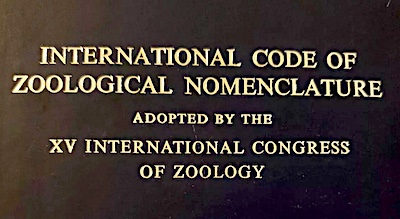 INTERNATIONAL CODE OF
ZOOLOGICAL NOMENCLATURE
ADOPTED BY THE
XV INTERNATIONAL CONGRESS
OF ZOOLOGY